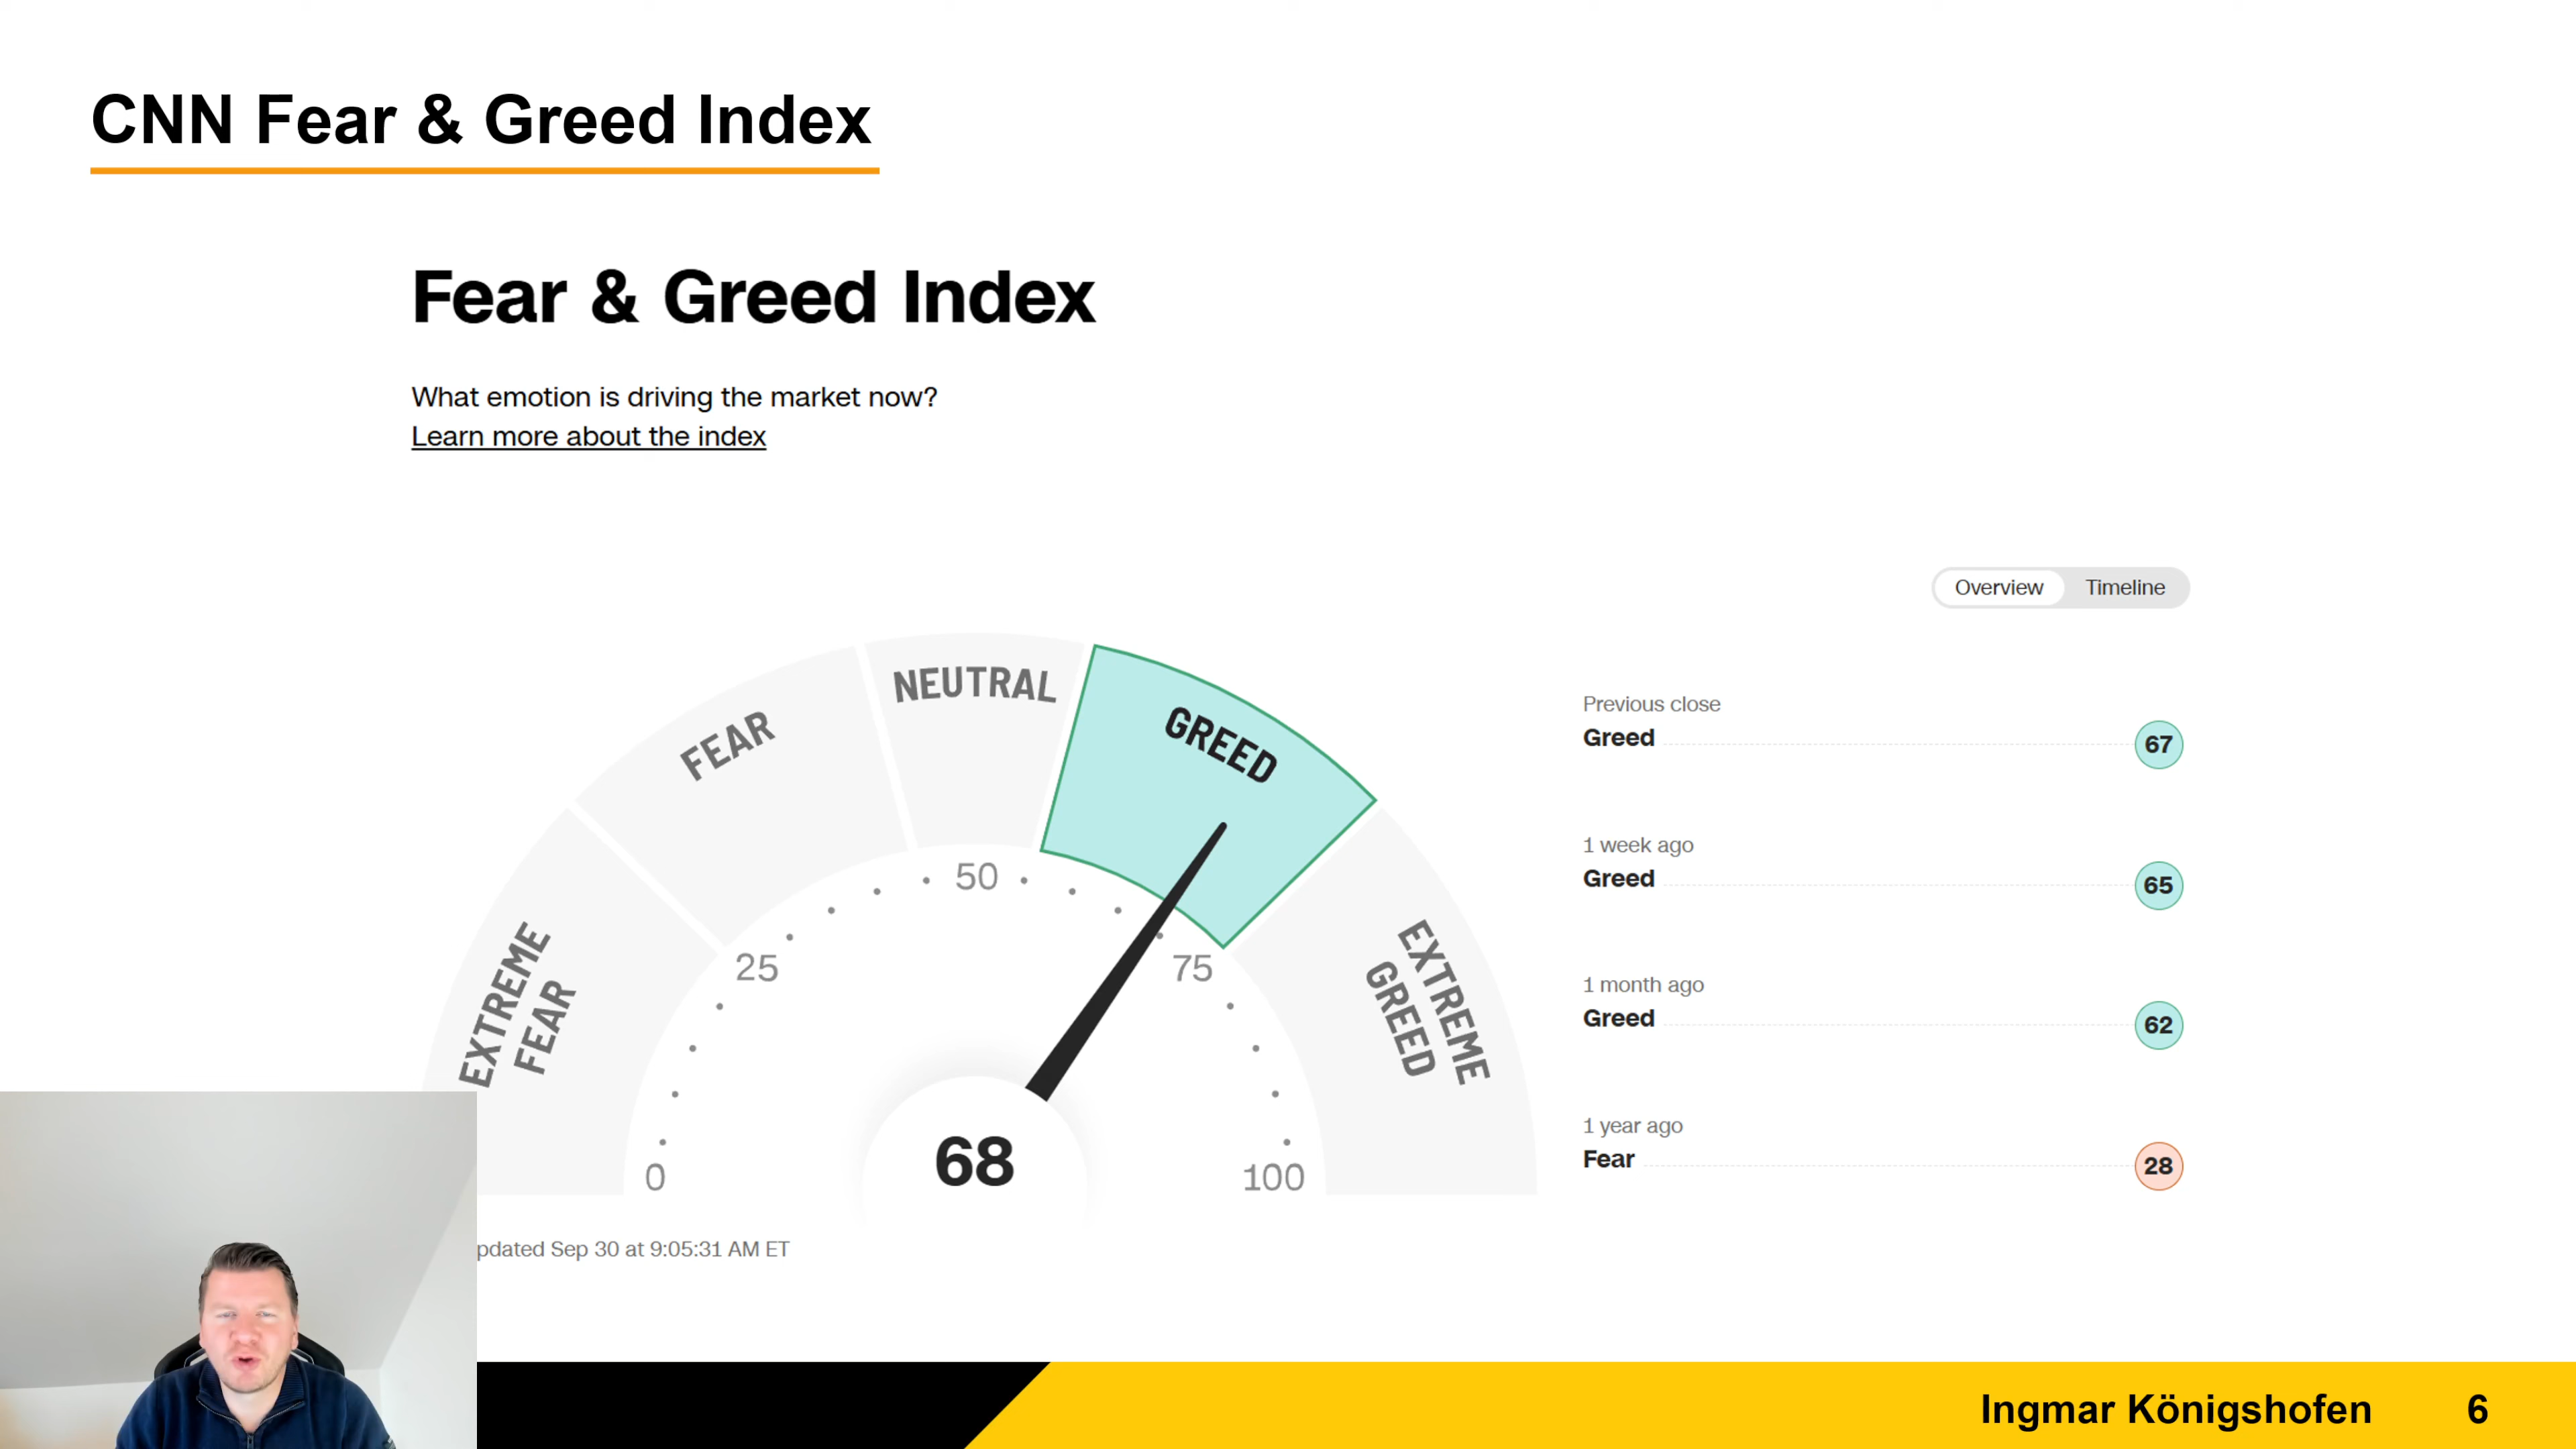 CNN Fear & Greed Index
Fear & Greed Index
What emotion is driving the market now?
Learn more about the index
Overview Timeline
EXTREME
FEAR
FEAR
NEUTRAL
GREED
EXTREME
GREED
0
25
50
75
100
68
Previous close
Greed 67
1 week ago
Greed 65
1 month ago
Greed 62
1 year ago
Fear 28
pdated Sep 30 at 9:05:31 AM ET
Ingmar Königshofen 6